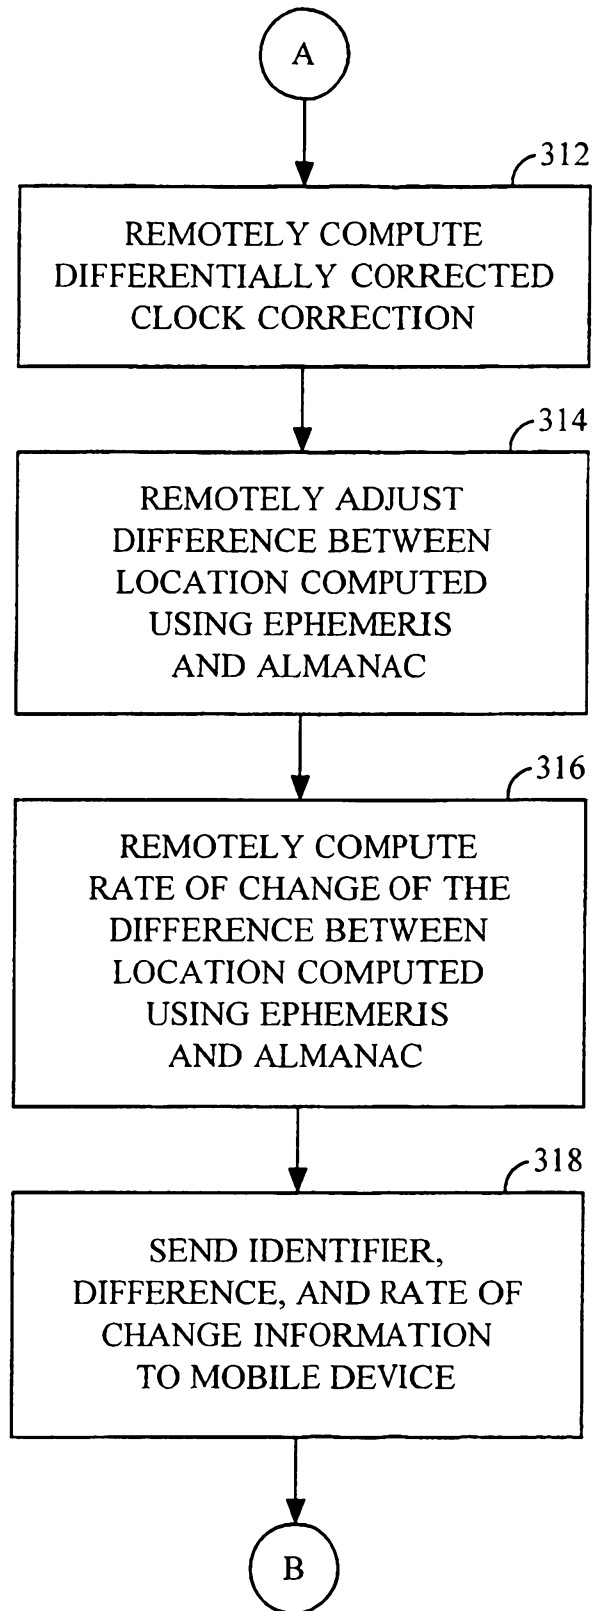 A
312
REMOTELY COMPUTE
DIFFERENTIALLY CORRECTED
CLOCK CORRECTION
314
REMOTELY ADJUST
DIFFERENCE BETWEEN
LOCATION COMPUTED
USING EPHEMERIS
AND ALMANAC
316
REMOTELY COMPUTE
RATE OF CHANGE OF THE
DIFFERENCE BETWEEN
LOCATION COMPUTED
USING EPHEMERIS
AND ALMANAC
318
SEND IDENTIFIER,
DIFFERENCE, AND RATE OF
CHANGE INFORMATION
TO MOBILE DEVICE
B